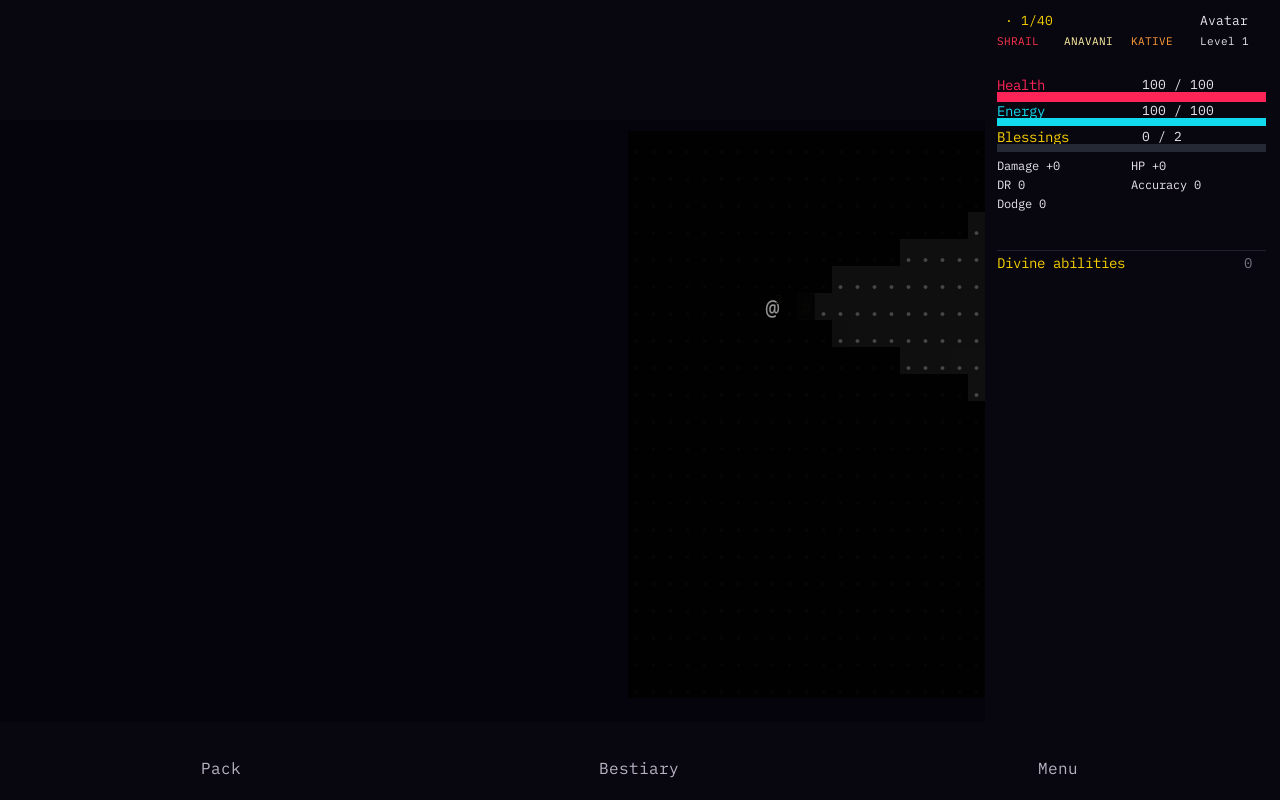 · 1/40 Avatar
SHRAIL ANAVANI KATIVE Level 1
Health 100 / 100
Energy 100 / 100
Blessings 0 / 2
Damage +0 HP +0
DR 0 Accuracy 0
Dodge 0
Divine abilities 0
@
Pack Bestiary Menu